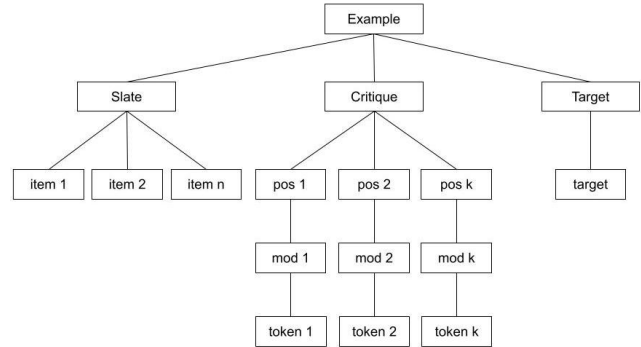 Example
Slate
Critique
Target
item 1
item 2
item n
pos 1
pos 2
pos k
target
mod 1
mod 2
mod k
token 1
token 2
token k